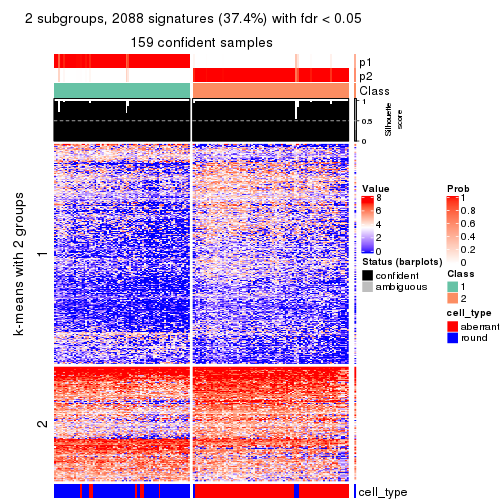 2 subgroups, 2088 signatures (37.4%) with fdr < 0.05
159 confident samples
p1
p2
Class
1
0.5
0
Silhouette
score
k-means with 2 groups
1
2
cell_type
Value
8
6
4
2
0
Status (barplots)
confident
ambiguous
Prob
1
0.8
0.6
0.4
0.2
0
Class
1
2
cell_type
aberrant
round